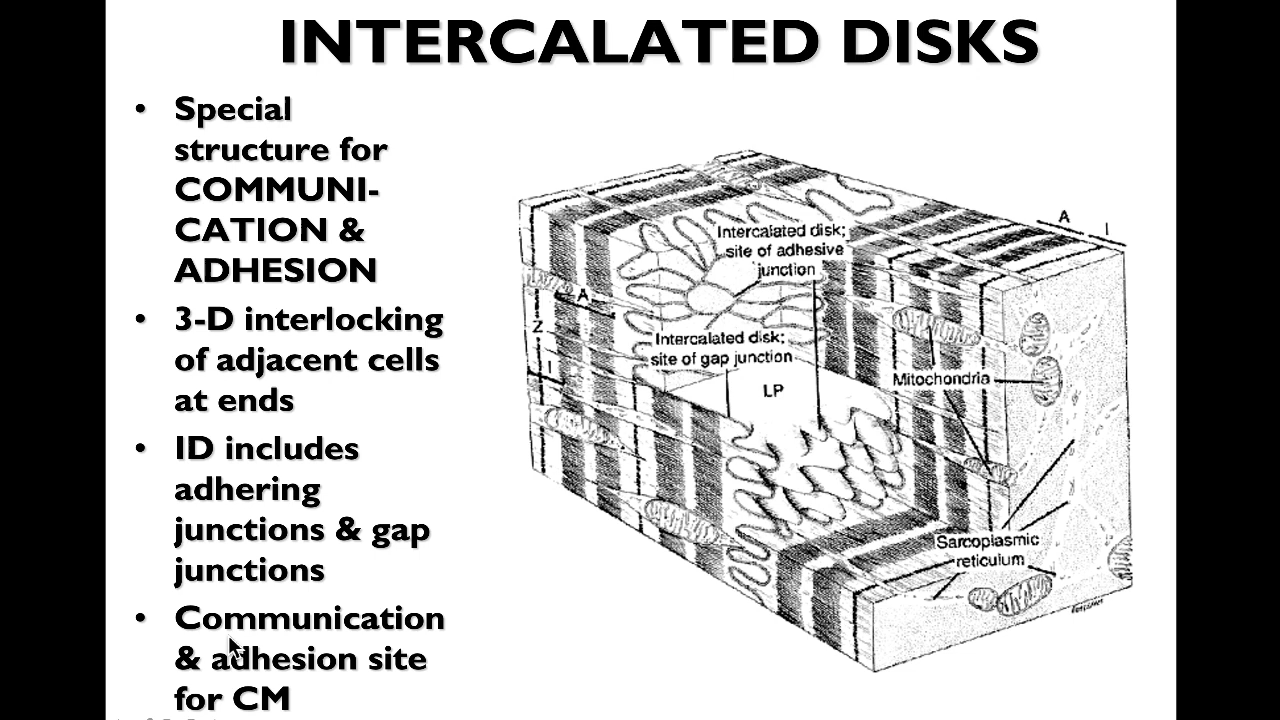 INTERCALATED DISKS
• Special
structure for
COMMUNI-
CATION &
ADHESION
• 3-D interlocking
of adjacent cells
at ends
• ID includes
adhering
junctions & gap
junctions
• Communication
& adhesion site
for CM
A
I
Intercalated disk;
site of adhesive
junction
A
Z
Intercalated disk;
site of gap junction
I
LP
Mitochondria
Sarcoplasmic
reticulum